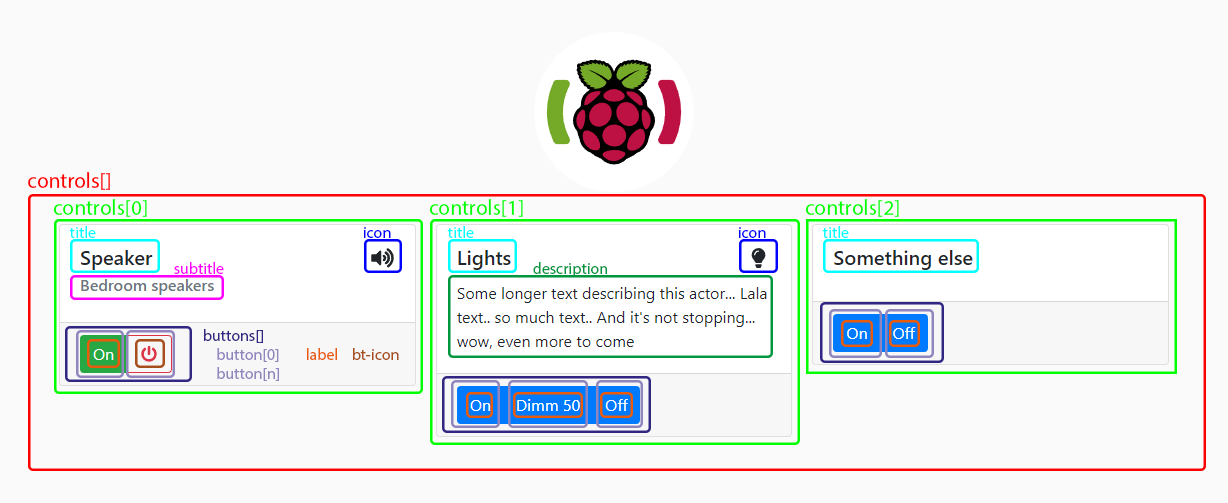 controls[]
controls[0]
title
icon
Speaker
subtitle
Bedroom speakers
On
buttons[]
button[0]
label
bt-icon
button[n]
controls[1]
title
icon
Lights
description
Some longer text describing this actor... Lala
text.. so much text.. And it's not stopping...
wow, even more to come
On
Dimm 50
Off
controls[2]
title
Something else
On
Off